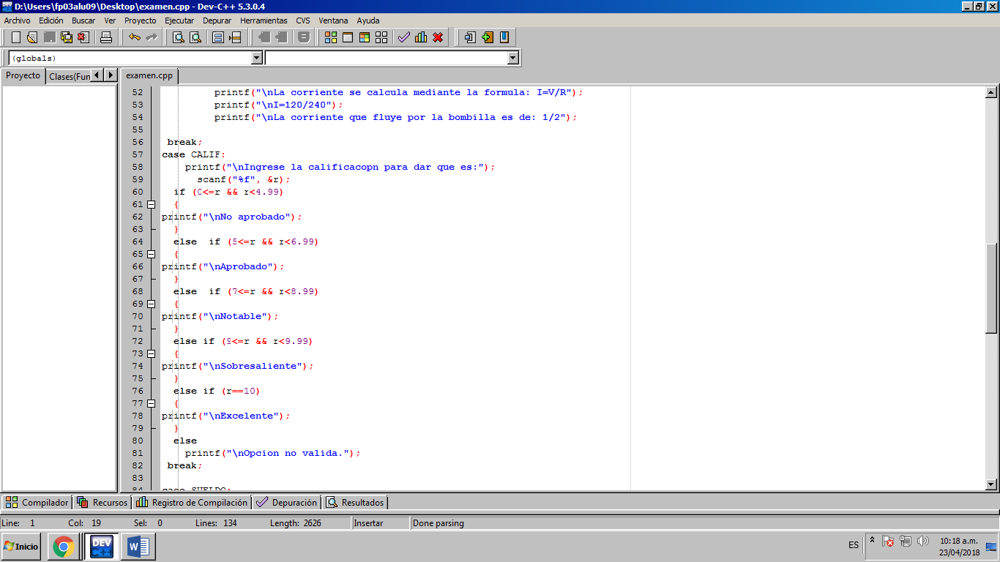 D:\Users\fp03alu09\Desktop\examen.cpp - Dev-C++ 5.3.0.4
Archivo Edición Buscar Ver Proyecto Ejecutar Depurar Herramientas CVS Ventana Ayuda
(globals)
Proyecto Clases(Fun examen.cpp
52 printf("\nLa corriente se calcula mediante la formula: I=V/R");
53 printf("\nI=120/240");
54 printf("\nLa corriente que fluye por la bombilla es de: 1/2");
55
56 break;
57 case CALIF:
58 printf("\nIngrese la calificacopn para dar que es:");
59 scanf("%f", &r);
60 if (0<=r && r<4.99)
61 {
62 printf("\nNo aprobado");
63 }
64 else  if (5<=r && r<6.99)
65 {
66 printf("\nAprobado");
67 }
68 else  if (7<=r && r<8.99)
69 {
70 printf("\nNotable");
71 }
72 else if (9<=r && r<9.99)
73 {
74 printf("\nSobresaliente");
75 }
76 else if (r==10)
77 {
78 printf("\nExcelente");
79 }
80 else
81 printf("\nOpcion no valida.");
82 break;
83
84 case SUELDO:
Compilador Recursos Registro de Compilación Depuración Resultados
Line: 1 Col: 19 Sel: 0 Lines: 134 Length: 2626 Insertar Done parsing
Inicio DEV C++ W ES 10:18 a.m.
23/04/2018